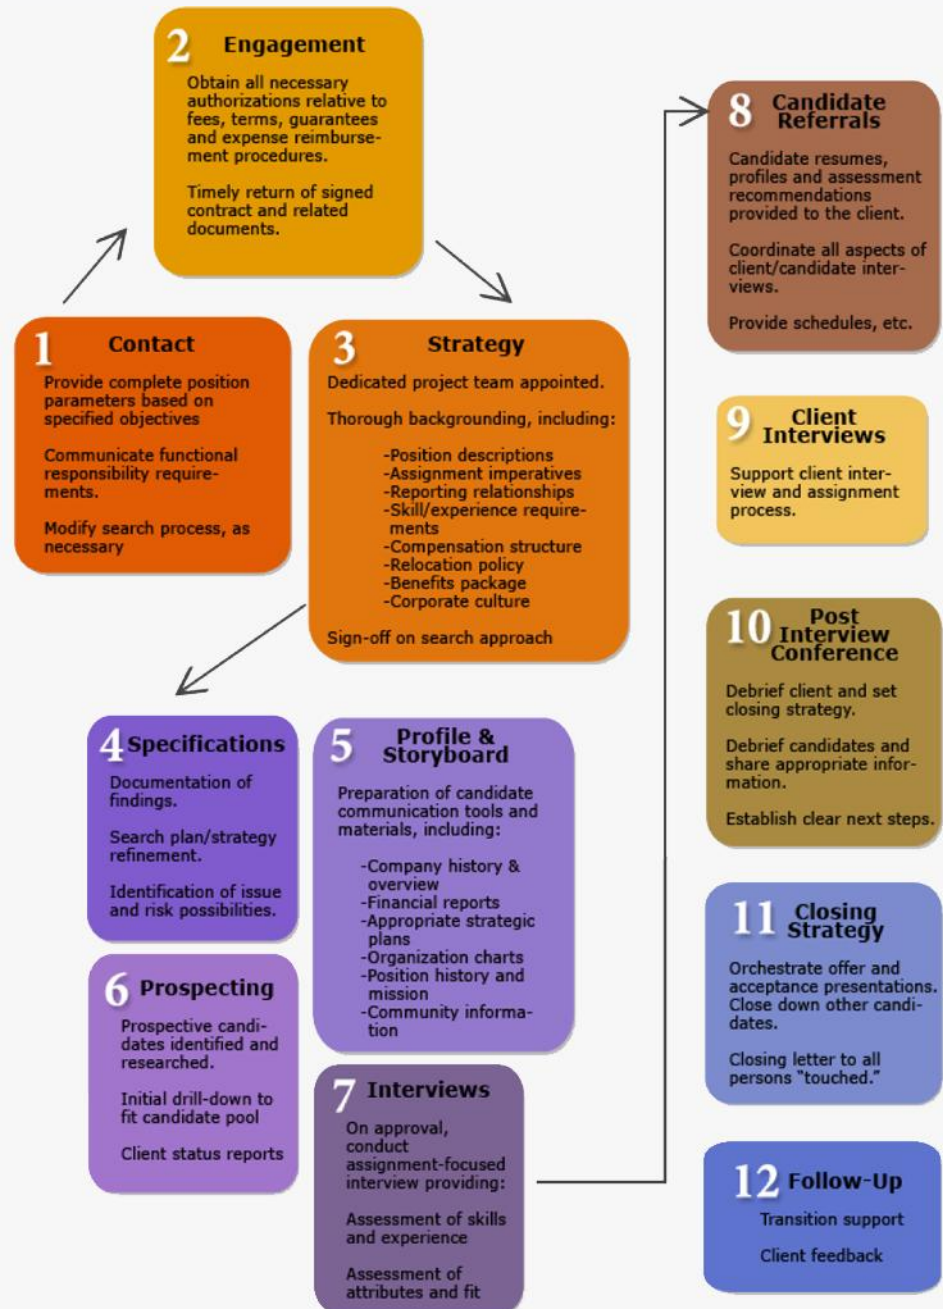 1 Contact
Provide complete position
parameters based on
specified objectives
Communicate functional
responsibility require-
ments.
Modify search process, as
necessary
2 Engagement
Obtain all necessary
authorizations relative to
fees, terms, guarantees
and expense reimburse-
ment procedures.
Timely return of signed
contract and related
documents.
3 Strategy
Dedicated project team appointed.
Thorough backgrounding, including:
-Position descriptions
-Assignment imperatives
-Reporting relationships
-Skill/experience require-
ments
-Compensation structure
-Relocation policy
-Benefits package
-Corporate culture
Sign-off on search approach
4 Specifications
Documentation of
findings.
Search plan/strategy
refinement.
Identification of issue
and risk possibilities.
5 Profile &
Storyboard
Preparation of candidate
communication tools and
materials, including:
-Company history &
overview
-Financial reports
-Appropriate strategic
plans
-Organization charts
-Position history and
mission
-Community informa-
tion
6 Prospecting
Prospective candi-
dates identified and
researched.
Initial drill-down to
fit candidate pool
Client status reports
7 Interviews
On approval,
conduct
assignment-focused
interview providing:
Assessment of skills
and experience
Assessment of
attributes and fit
8 Candidate
Referrals
Candidate resumes,
profiles and assessment
recommendations
provided to the client.
Coordinate all aspects of
client/candidate inter-
views.
Provide schedules, etc.
9 Client
Interviews
Support client inter-
view and assignment
process.
10 Post
Interview
Conference
Debrief client and set
closing strategy.
Debrief candidates and
share appropriate infor-
mation.
Establish clear next steps.
11 Closing
Strategy
Orchestrate offer and
acceptance presentations.
Close down other candi-
dates.
Closing letter to all
persons "touched."
12 Follow-Up
Transition support
Client feedback